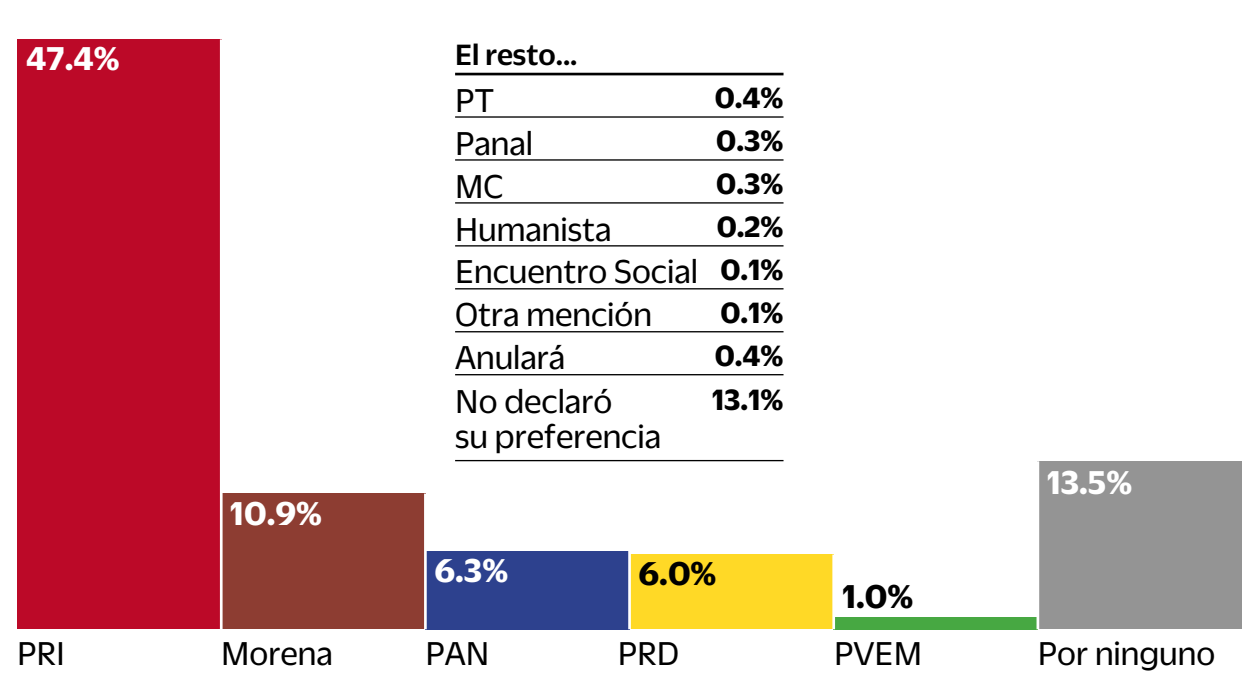 47.4%
El resto...
PT 0.4%
Panal 0.3%
MC 0.3%
Humanista 0.2%
Encuentro Social 0.1%
Otra mención 0.1%
Anulará 0.4%
No declaró 13.1%
su preferencia
10.9%
6.3%
6.0%
1.0%
13.5%
PRI Morena PAN PRD PVEM Por ninguno